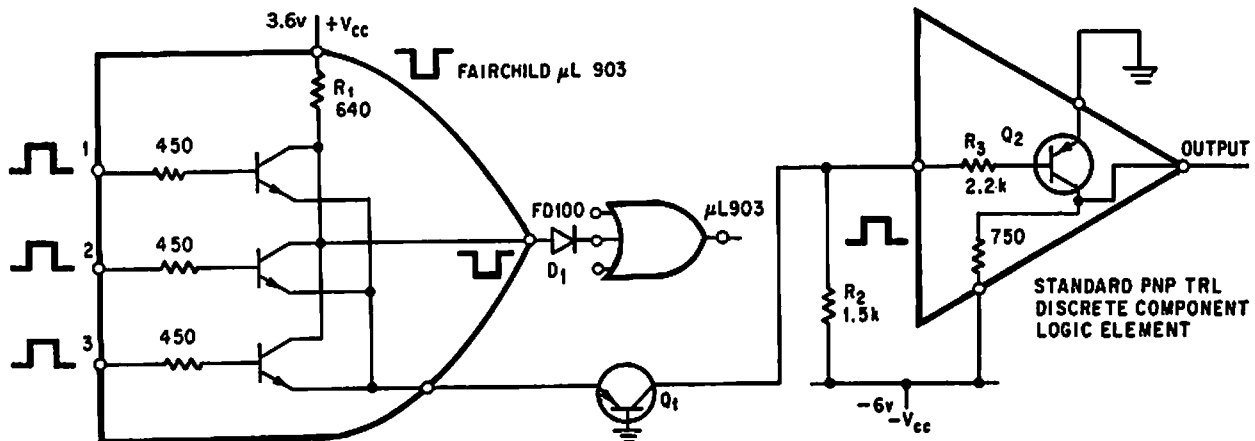 3.6v +Vcc
FAIRCHILD μL 903
R1
640
1
450
2
450
3
450
FD100
D1
μL903
Qt
R2
1.5k
R3
2.2k
Q2
OUTPUT
750
STANDARD PNP TRL
DISCRETE COMPONENT
LOGIC ELEMENT
-6v
-Vcc